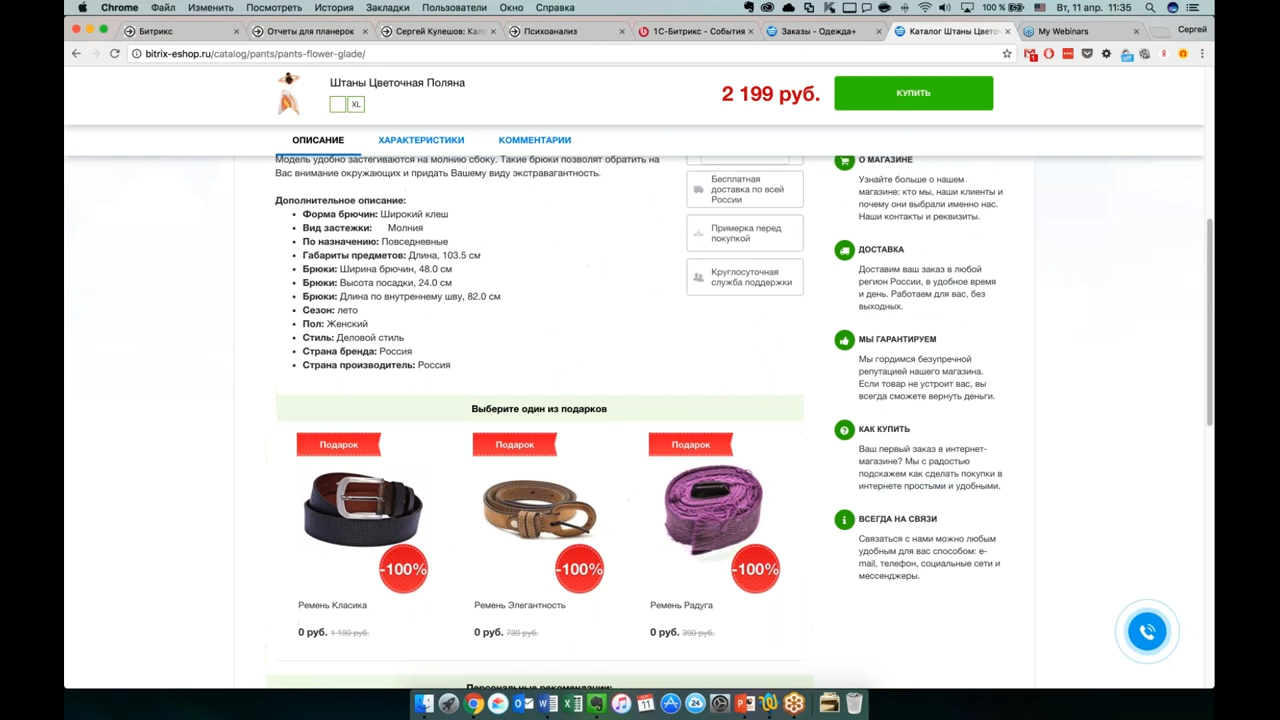 Chrome Файл Изменить Посмотреть История Закладки Пользователи Окно Справка 100 % Вт, 11 апр. 11:35
Битрикс Отчеты для планерок Сергей Кулешов: Кал Психоанализ 1С-Битрикс - События Заказы - Одежда+ Каталог Штаны Цвето My Webinars Сергей
bitrix-eshop.ru/catalog/pants/pants-flower-glade/
Штаны Цветочная Поляна
XL
2 199 руб.
КУПИТЬ
ОПИСАНИЕ ХАРАКТЕРИСТИКИ КОММЕНТАРИИ
Модель удобно застегиваются на молнию сбоку. Такие брюки позволят обратить на
Вас внимание окружающих и придать Вашему виду экстравагантность.
Дополнительное описание:
Форма брючин: Широкий клеш
Вид застежки: Молния
По назначению: Повседневные
Габариты предметов: Длина, 103.5 см
Брюки: Ширина брючин, 48.0 см
Брюки: Высота посадки, 24.0 см
Брюки: Длина по внутреннему шву, 82.0 см
Сезон: лето
Пол: Женский
Стиль: Деловой стиль
Страна бренда: Россия
Страна производитель: Россия
Бесплатная
доставка по всей
России
Примерка перед
покупкой
Круглосуточная
служба поддержки
О МАГАЗИНЕ
Узнайте больше о нашем
магазине: кто мы, наши клиенты и
почему они выбрали именно нас.
Наши контакты и реквизиты.
ДОСТАВКА
Доставим ваш заказ в любой
регион России, в удобное время
и день. Работаем для вас, без
выходных.
МЫ ГАРАНТИРУЕМ
Мы гордимся безупречной
репутацией нашего магазина.
Если товар не устроит вас, вы
всегда сможете вернуть деньги.
КАК КУПИТЬ
Ваш первый заказ в интернет-
магазине? Мы с радостью
подскажем как сделать покупки в
интернете простыми и удобными.
ВСЕГДА НА СВЯЗИ
Связаться с нами можно любым
удобным для вас способом: e-
mail, телефон, социальные сети и
мессенджеры.
Выберите один из подарков
Подарок Подарок Подарок
-100% -100% -100%
Ремень Класика Ремень Элегантность Ремень Радуга
0 руб. 1 190 руб. 0 руб. 730 руб. 0 руб. 390 руб.
Персональные рекомендации: